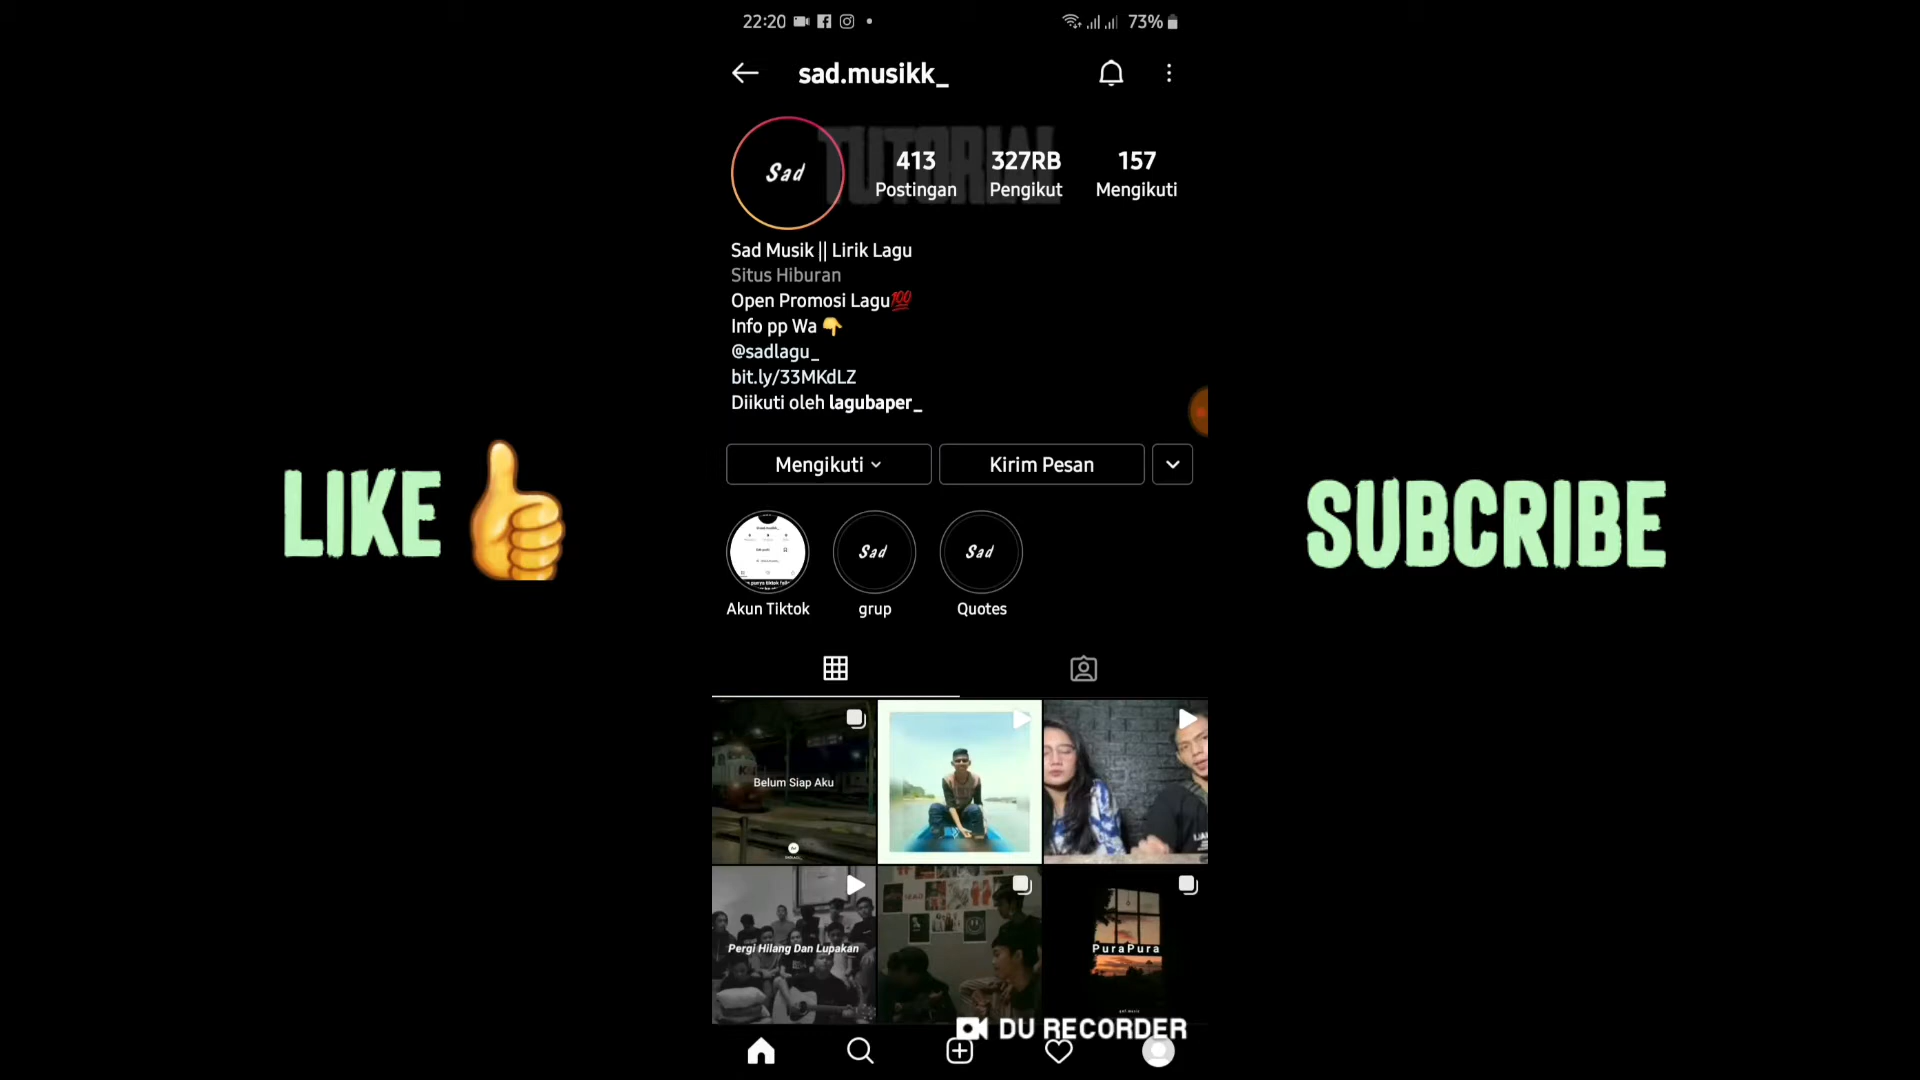 22:20 73%
sad.musikk_
TUTORIAL
Sad
413 327RB 157
Postingan Pengikut Mengikuti
Sad Musik || Lirik Lagu
Situs Hiburan
Open Promosi Lagu💯
Info pp Wa 👇
@sadlagu_
bit.ly/33MKdLZ
Diikuti oleh lagubaper_
Mengikuti Kirim Pesan
LIKE 👍
SUBCRIBE
Sad Sad
Akun Tiktok grup Quotes
Belum Siap Aku
Pergi Hilang Dan Lupakan
PuraPura
DU RECORDER